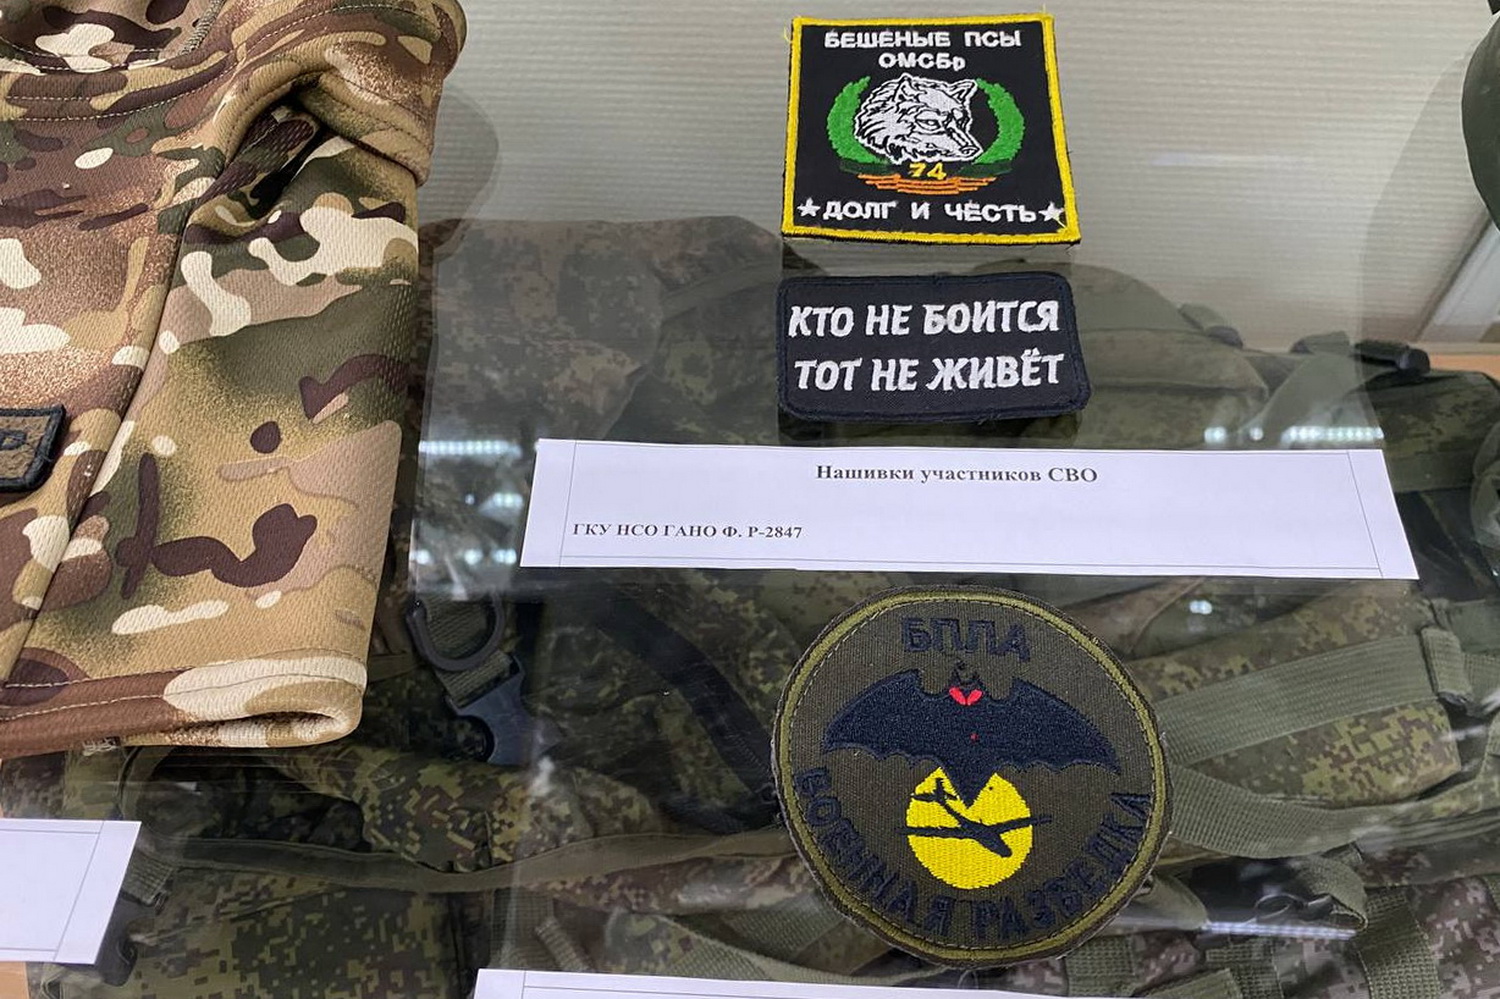 БЕШЕНЫЕ ПСЫ
ОМСБр
74
★ДОЛГ И ЧЕСТЬ★
КТО НЕ БОИТСЯ
ТОТ НЕ ЖИВЁТ
Нашивки участников СВО
ГКУ НСО ГАНО Ф. Р-2847
БПЛА
ВОЕННАЯ РАЗВЕДКА